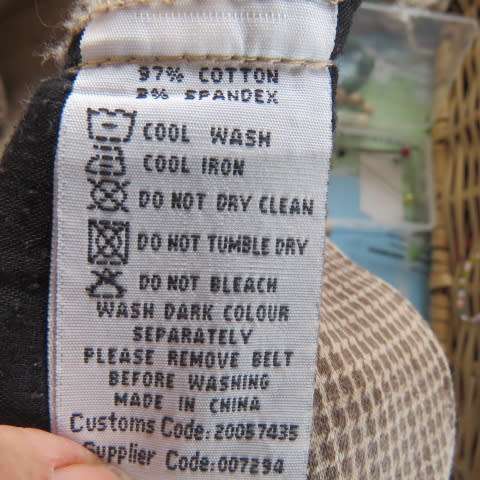 97% COTTON
3% SPANDEX
COOL WASH
COOL IRON
DO NOT DRY CLEAN
DO NOT TUMBLE DRY
DO NOT BLEACH
WASH DARK COLOUR
SEPARATELY
PLEASE REMOVE BELT
BEFORE WASHING
MADE IN CHINA
Customs Code:20057435
Supplier Code:007294